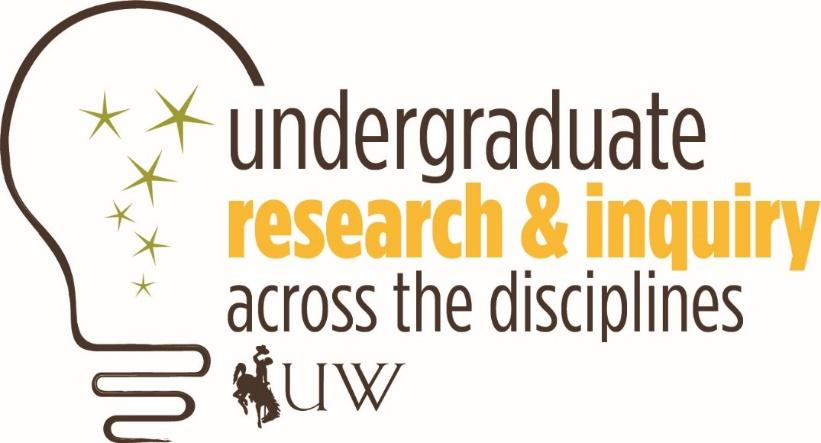 undergraduate
research & inquiry
across the disciplines
UW